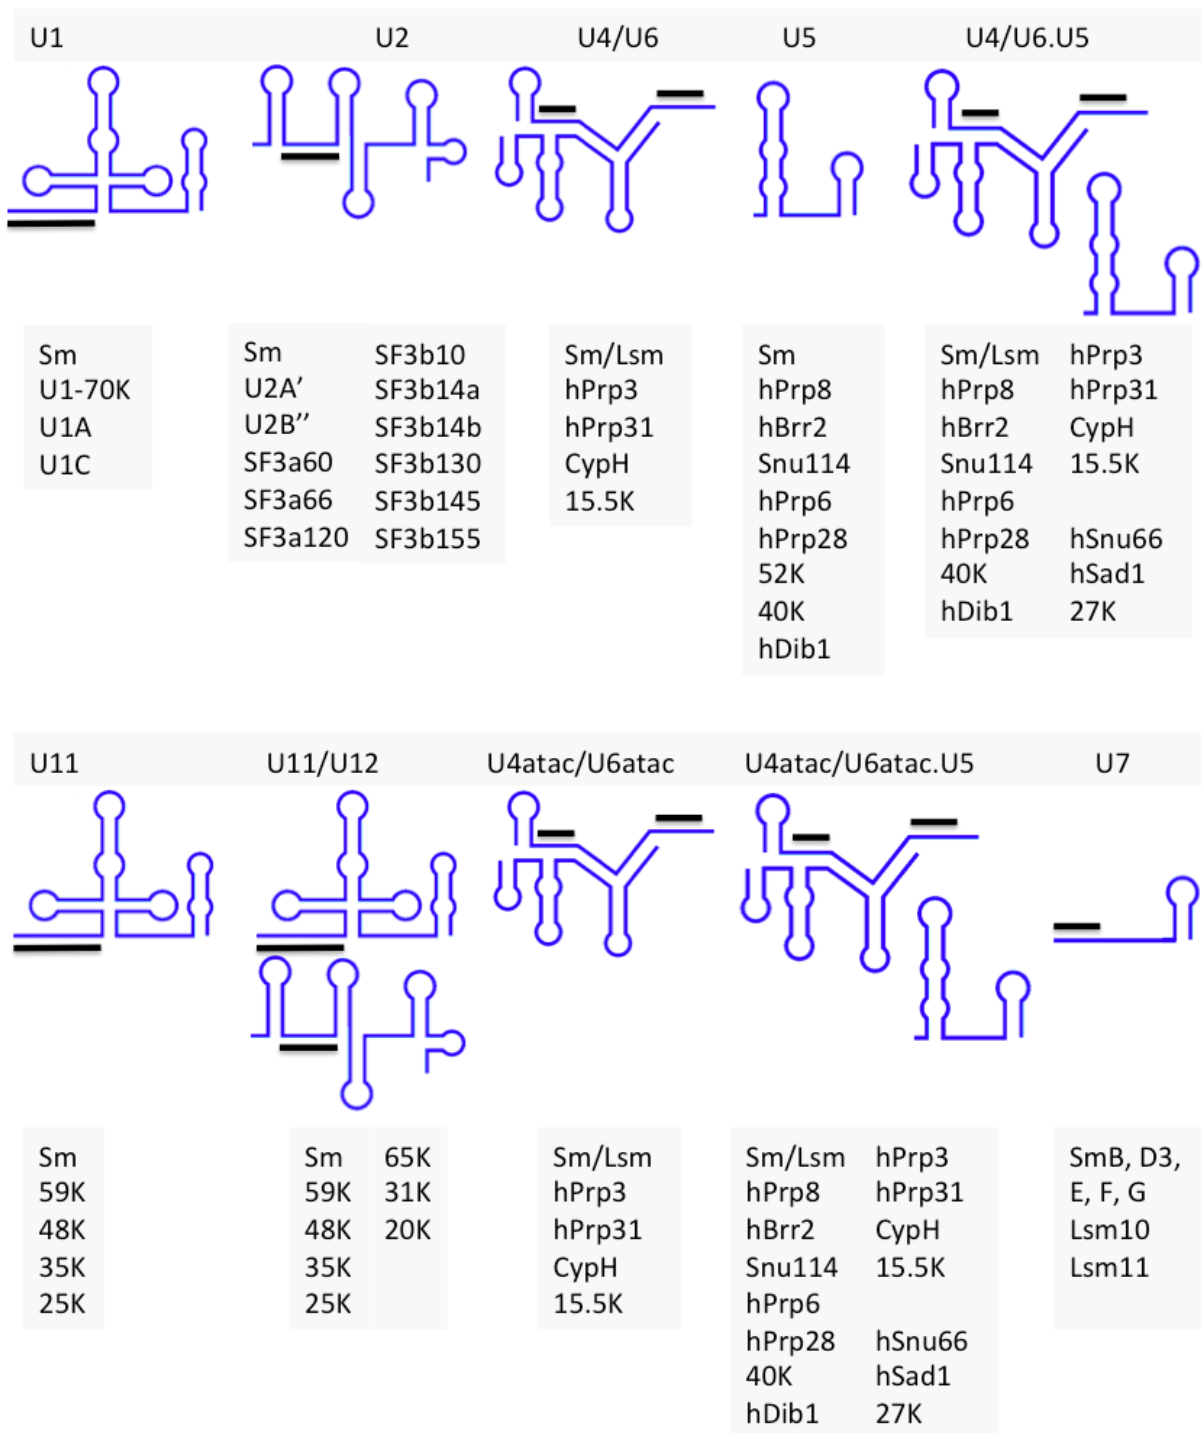 U1 U2 U4/U6 U5 U4/U6.U5
Sm
U1-70K
U1A
U1C
Sm
U2A’
U2B’’
SF3a60
SF3a66
SF3a120
SF3b10
SF3b14a
SF3b14b
SF3b130
SF3b145
SF3b155
Sm/Lsm
hPrp3
hPrp31
CypH
15.5K
Sm
hPrp8
hBrr2
Snu114
hPrp6
hPrp28
52K
40K
hDib1
Sm/Lsm
hPrp8
hBrr2
Snu114
hPrp6
hPrp28
40K
hDib1
hPrp3
hPrp31
CypH
15.5K
hSnu66
hSad1
27K
U11 U11/U12 U4atac/U6atac U4atac/U6atac.U5 U7
Sm
59K
48K
35K
25K
Sm
59K
48K
35K
25K
65K
31K
20K
Sm/Lsm
hPrp3
hPrp31
CypH
15.5K
Sm/Lsm
hPrp8
hBrr2
Snu114
hPrp6
hPrp28
40K
hDib1
hPrp3
hPrp31
CypH
15.5K
hSnu66
hSad1
27K
SmB, D3,
E, F, G
Lsm10
Lsm11